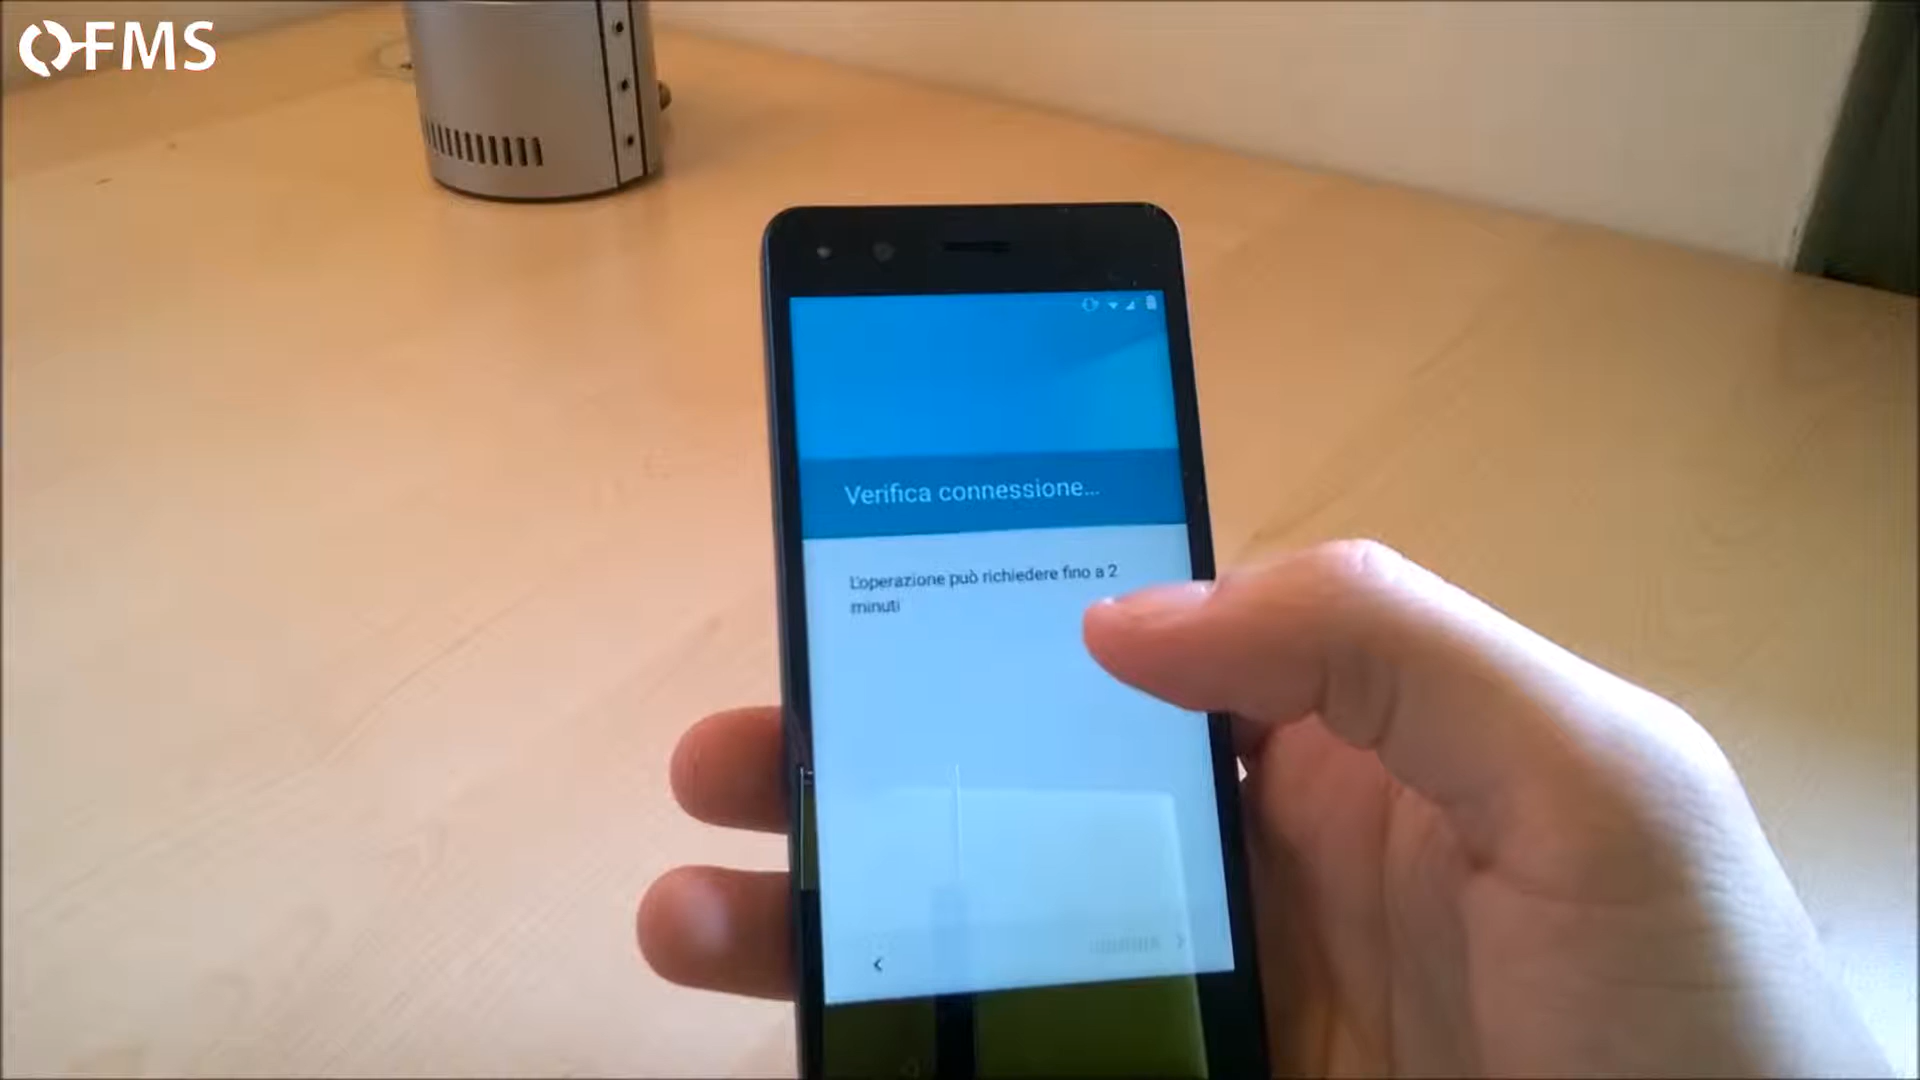 FMS
Verifica connessione...
L'operazione può richiedere fino a 2
minuti